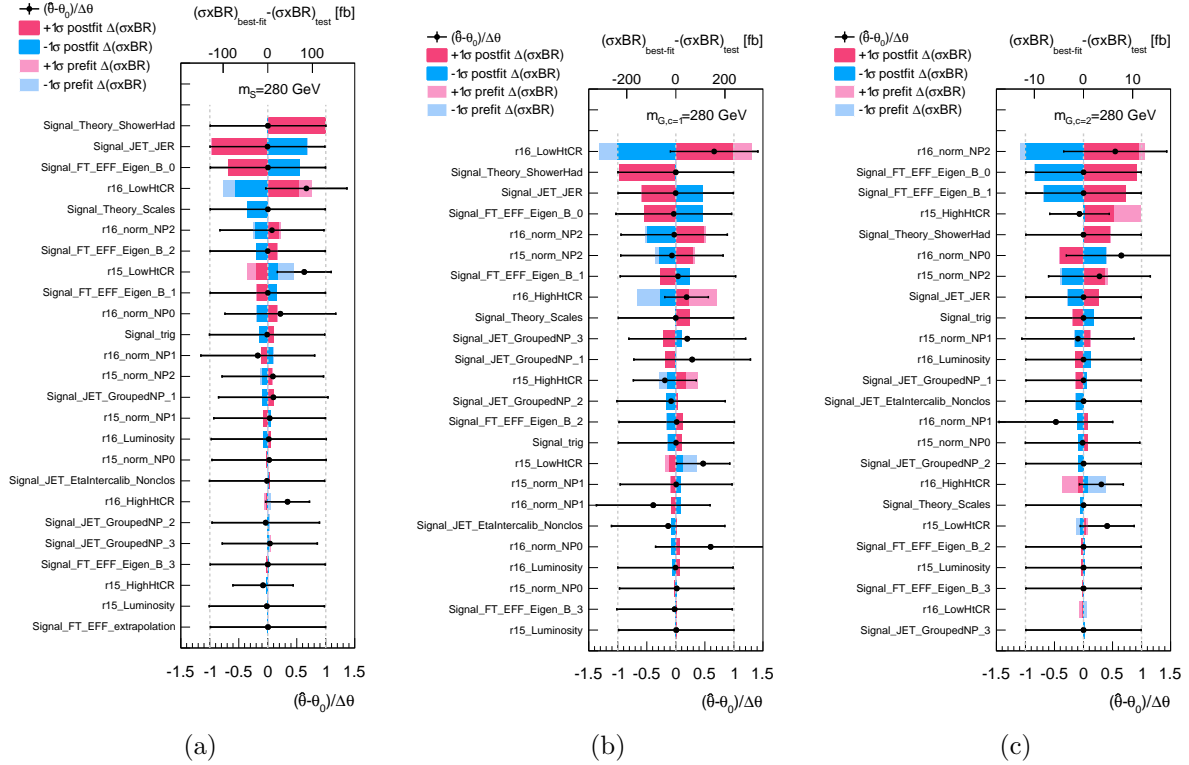 (θ̂-θ₀)/Δθ
+1σ postfit Δ(σxBR)
-1σ postfit Δ(σxBR)
+1σ prefit Δ(σxBR)
-1σ prefit Δ(σxBR)
(σxBR)best-fit-(σxBR)test [fb]
-100 0 100
mS=280 GeV
Signal_Theory_ShowerHad
Signal_JET_JER
Signal_FT_EFF_Eigen_B_0
r16_LowHtCR
Signal_Theory_Scales
r16_norm_NP2
Signal_FT_EFF_Eigen_B_2
r15_LowHtCR
Signal_FT_EFF_Eigen_B_1
r16_norm_NP0
Signal_trig
r16_norm_NP1
r15_norm_NP2
Signal_JET_GroupedNP_1
r15_norm_NP1
r16_Luminosity
r15_norm_NP0
Signal_JET_EtaIntercalib_Nonclos
r16_HighHtCR
Signal_JET_GroupedNP_2
Signal_JET_GroupedNP_3
Signal_FT_EFF_Eigen_B_3
r15_HighHtCR
r15_Luminosity
Signal_FT_EFF_extrapolation
-1.5 -1 -0.5 0 0.5 1 1.5
(θ̂-θ₀)/Δθ
(a)
(θ̂-θ₀)/Δθ
+1σ postfit Δ(σxBR)
-1σ postfit Δ(σxBR)
+1σ prefit Δ(σxBR)
-1σ prefit Δ(σxBR)
(σxBR)best-fit-(σxBR)test [fb]
-200 0 200
mG,c=1=280 GeV
r16_LowHtCR
Signal_Theory_ShowerHad
Signal_JET_JER
Signal_FT_EFF_Eigen_B_0
r16_norm_NP2
r15_norm_NP2
Signal_FT_EFF_Eigen_B_1
r16_HighHtCR
Signal_Theory_Scales
Signal_JET_GroupedNP_3
Signal_JET_GroupedNP_1
r15_HighHtCR
Signal_JET_GroupedNP_2
Signal_FT_EFF_Eigen_B_2
Signal_trig
r15_LowHtCR
r15_norm_NP1
r16_norm_NP1
Signal_JET_EtaIntercalib_Nonclos
r16_norm_NP0
r16_Luminosity
r15_norm_NP0
Signal_FT_EFF_Eigen_B_3
r15_Luminosity
-1.5 -1 -0.5 0 0.5 1 1.5
(θ̂-θ₀)/Δθ
(b)
(θ̂-θ₀)/Δθ
+1σ postfit Δ(σxBR)
-1σ postfit Δ(σxBR)
+1σ prefit Δ(σxBR)
-1σ prefit Δ(σxBR)
(σxBR)best-fit-(σxBR)test [fb]
-10 0 10
mG,c=2=280 GeV
r16_norm_NP2
Signal_FT_EFF_Eigen_B_0
Signal_FT_EFF_Eigen_B_1
r15_HighHtCR
Signal_Theory_ShowerHad
r16_norm_NP0
r15_norm_NP2
Signal_JET_JER
Signal_trig
r15_norm_NP1
r16_Luminosity
Signal_JET_GroupedNP_1
Signal_JET_EtaIntercalib_Nonclos
r16_norm_NP1
r15_norm_NP0
Signal_JET_GroupedNP_2
r16_HighHtCR
Signal_Theory_Scales
r15_LowHtCR
Signal_FT_EFF_Eigen_B_2
r15_Luminosity
Signal_FT_EFF_Eigen_B_3
r16_LowHtCR
Signal_JET_GroupedNP_3
-1.5 -1 -0.5 0 0.5 1 1.5
(θ̂-θ₀)/Δθ
(c)